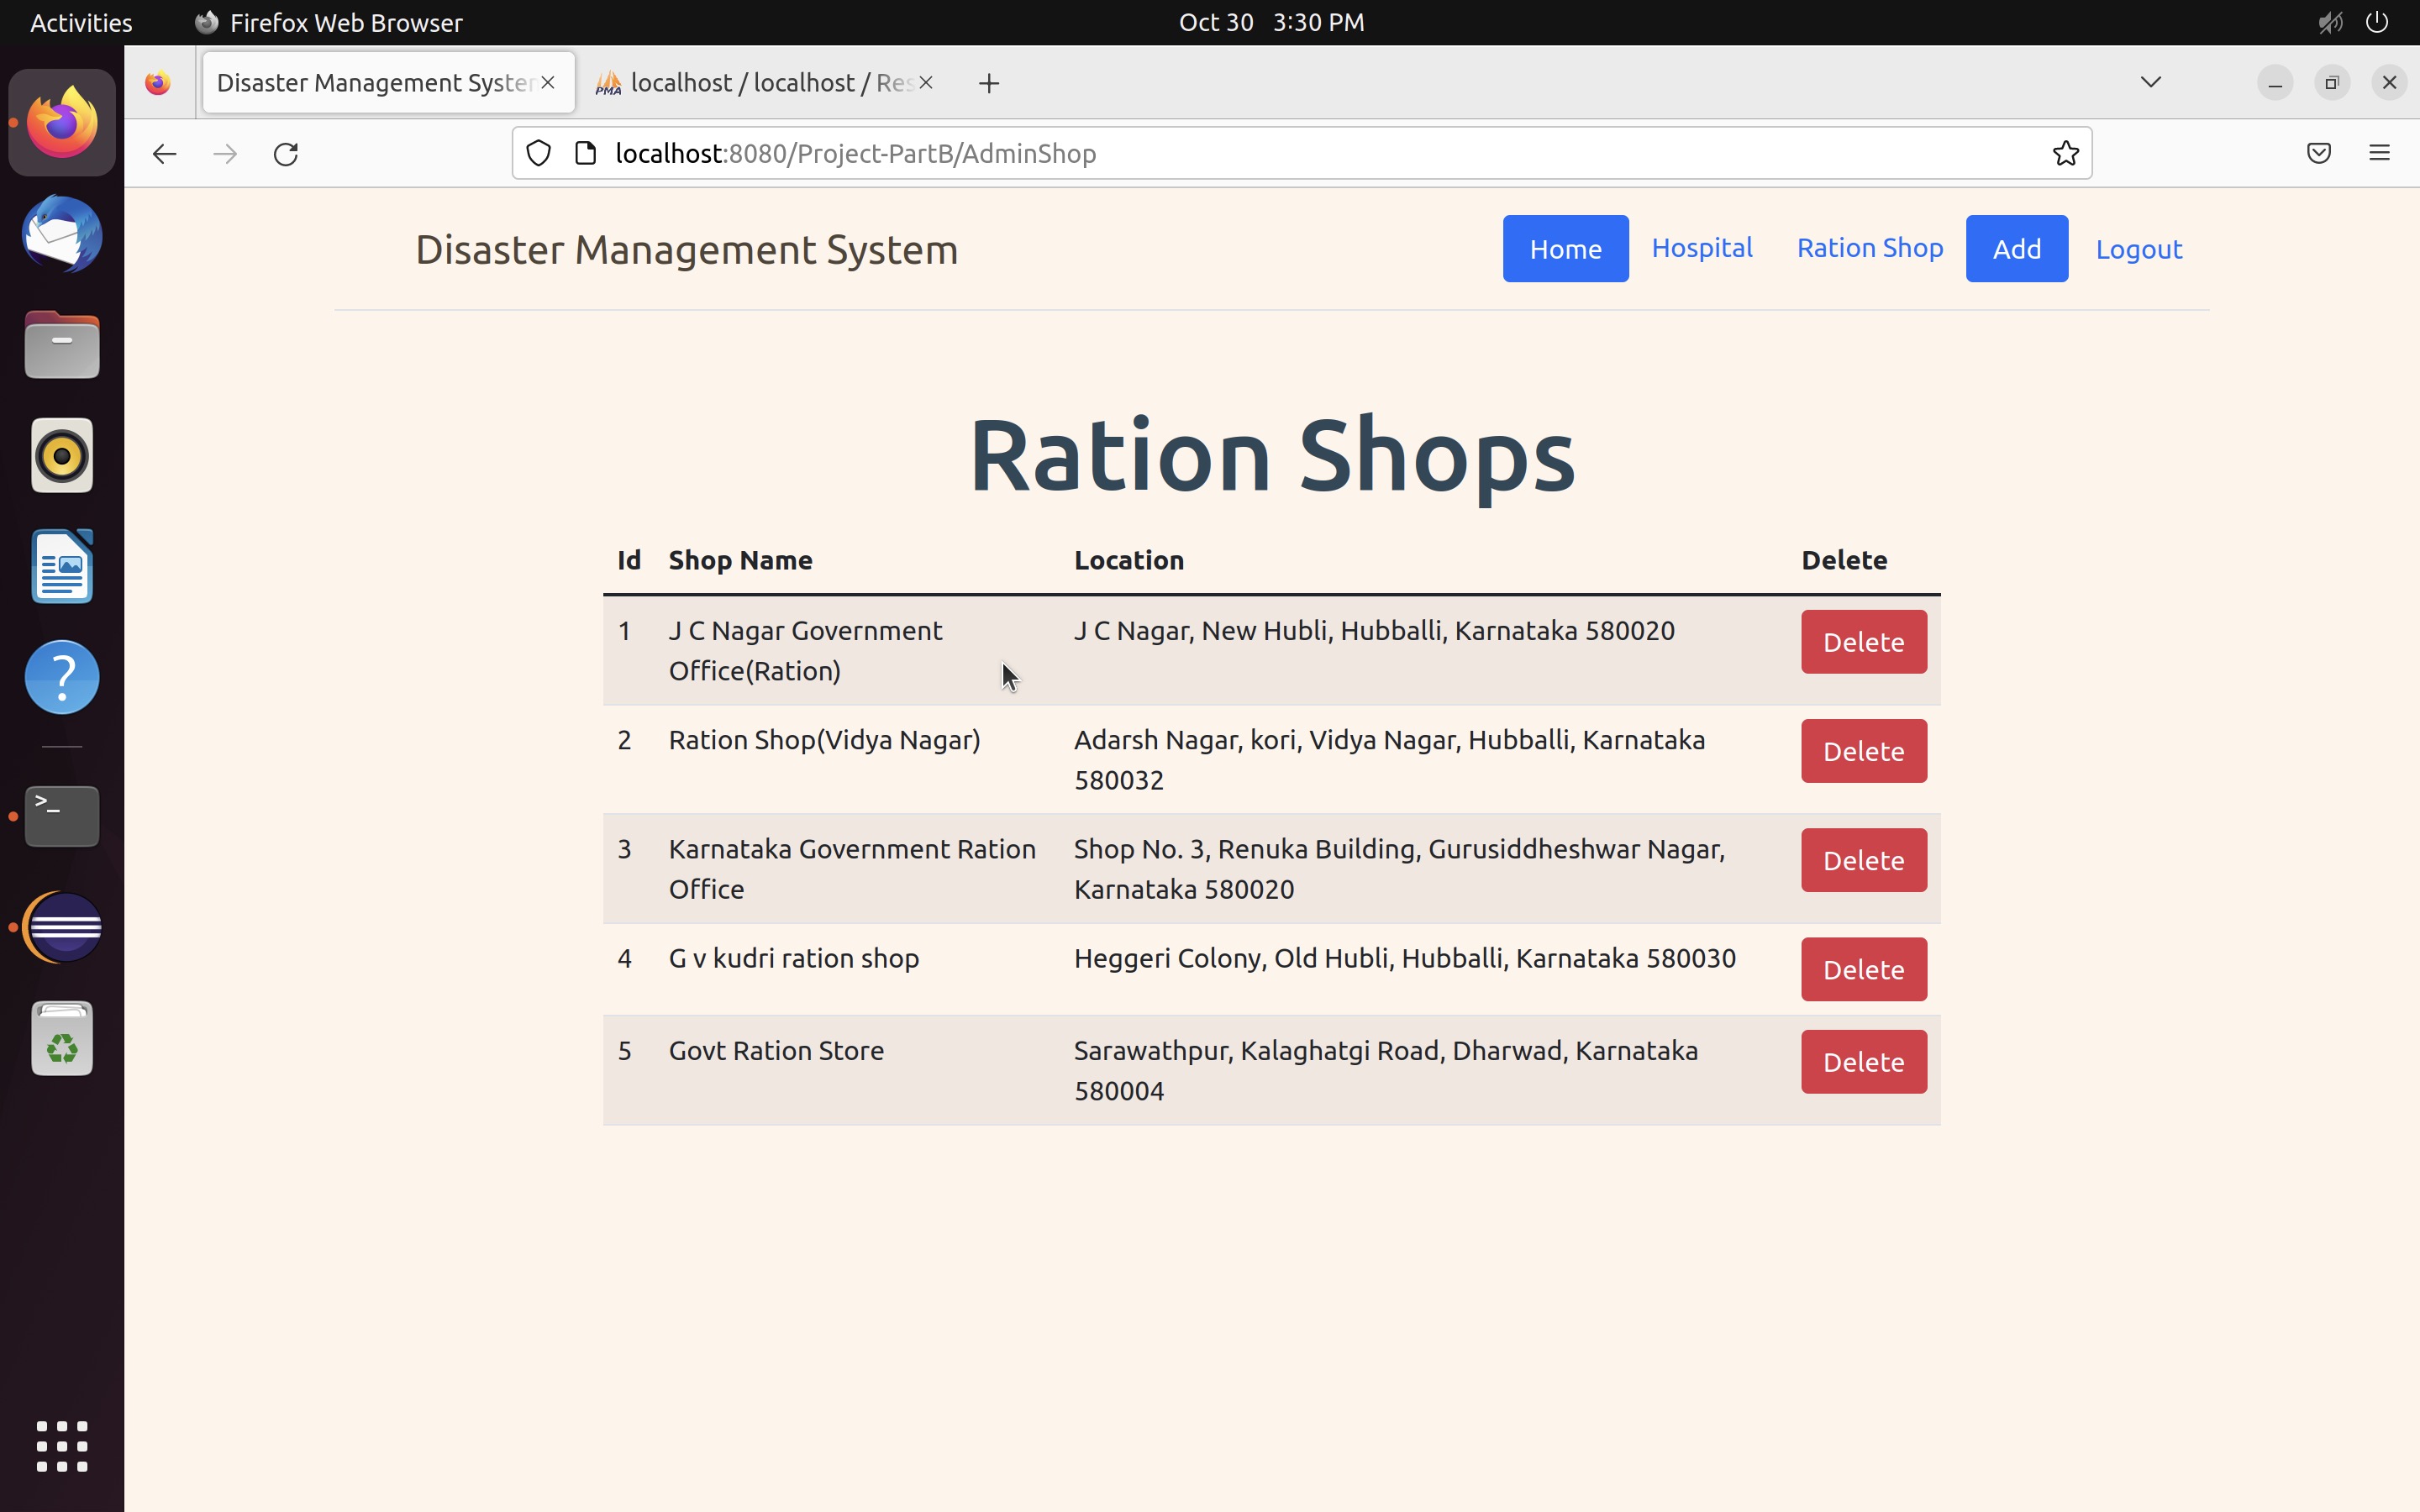 Activities Firefox Web Browser Oct 30 3:30 PM
Disaster Management System localhost / localhost / Res
localhost:8080/Project-PartB/AdminShop
Disaster Management System Home Hospital Ration Shop Add Logout
Ration Shops
Id Shop Name Location Delete
1 J C Nagar Government J C Nagar, New Hubli, Hubballi, Karnataka 580020 Delete
Office(Ration)
2 Ration Shop(Vidya Nagar) Adarsh Nagar, kori, Vidya Nagar, Hubballi, Karnataka Delete
580032
3 Karnataka Government Ration Shop No. 3, Renuka Building, Gurusiddheshwar Nagar, Delete
Office Karnataka 580020
4 G v kudri ration shop Heggeri Colony, Old Hubli, Hubballi, Karnataka 580030 Delete
5 Govt Ration Store Sarawathpur, Kalaghatgi Road, Dharwad, Karnataka Delete
580004